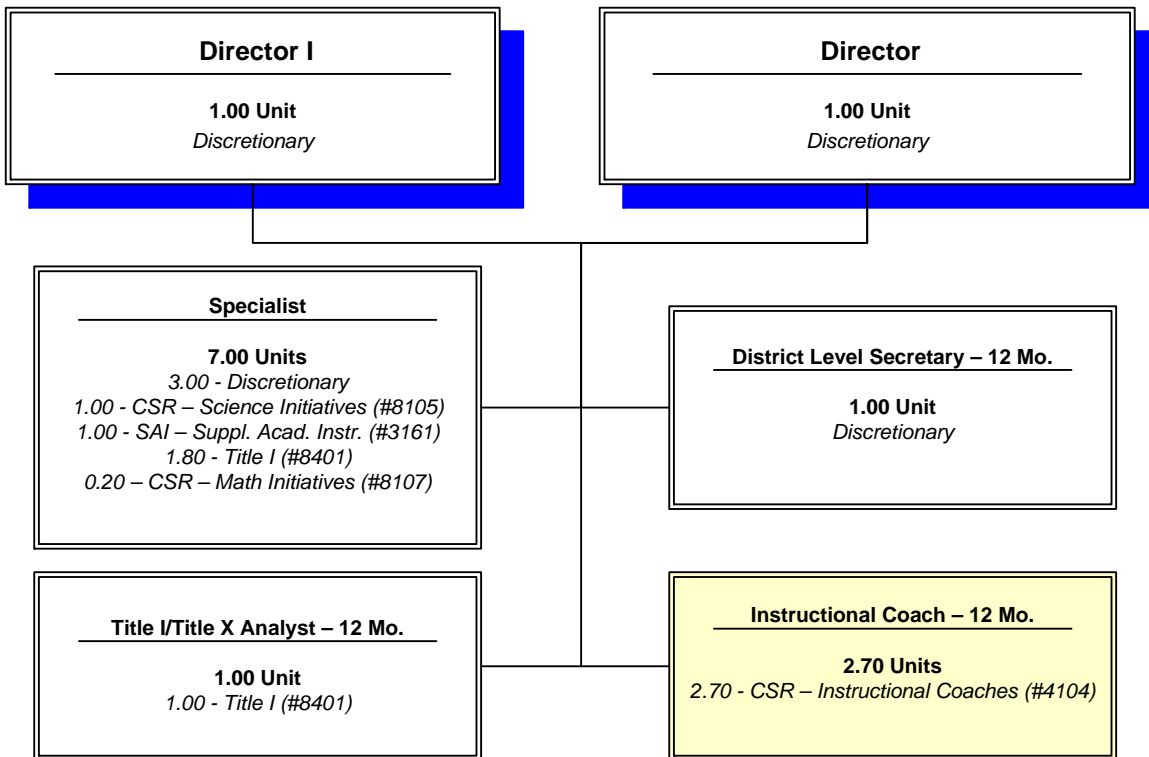 Director I
1.00 Unit
Discretionary
Director
1.00 Unit
Discretionary
Specialist
7.00 Units
3.00 - Discretionary
1.00 - CSR – Science Initiatives (#8105)
1.00 - SAI – Suppl. Acad. Instr. (#3161)
1.80 - Title I (#8401)
0.20 – CSR – Math Initiatives (#8107)
District Level Secretary – 12 Mo.
1.00 Unit
Discretionary
Title I/Title X Analyst – 12 Mo.
1.00 Unit
1.00 - Title I (#8401)
Instructional Coach – 12 Mo.
2.70 Units
2.70 - CSR – Instructional Coaches (#4104)